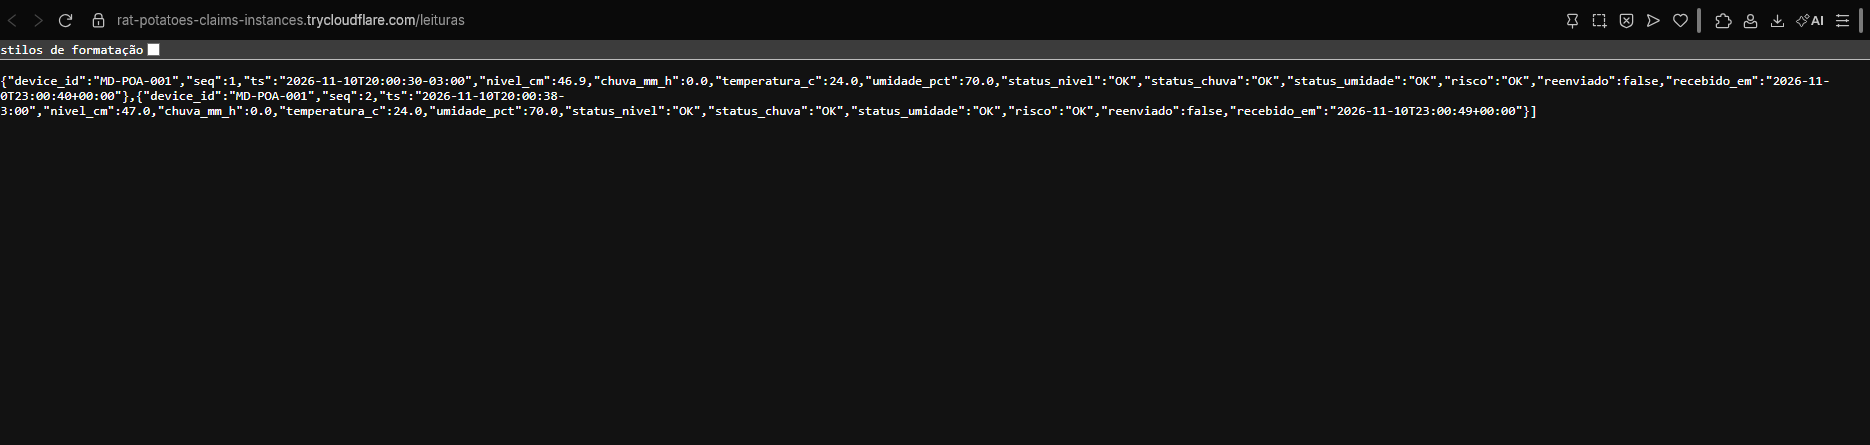 rat-potatoes-claims-instances.trycloudflare.com/leituras
AI
stilos de formatação
{"device_id":"MD-POA-001","seq":1,"ts":"2026-11-10T20:00:30-03:00","nivel_cm":46.9,"chuva_mm_h":0.0,"temperatura_c":24.0,"umidade_pct":70.0,"status_nivel":"OK","status_chuva":"OK","status_umidade":"OK","risco":"OK","reenviado":false,"recebido_em":"2026-11-
0T23:00:40+00:00"},{"device_id":"MD-POA-001","seq":2,"ts":"2026-11-10T20:00:38-
3:00","nivel_cm":47.0,"chuva_mm_h":0.0,"temperatura_c":24.0,"umidade_pct":70.0,"status_nivel":"OK","status_chuva":"OK","status_umidade":"OK","risco":"OK","reenviado":false,"recebido_em":"2026-11-10T23:00:49+00:00"}]